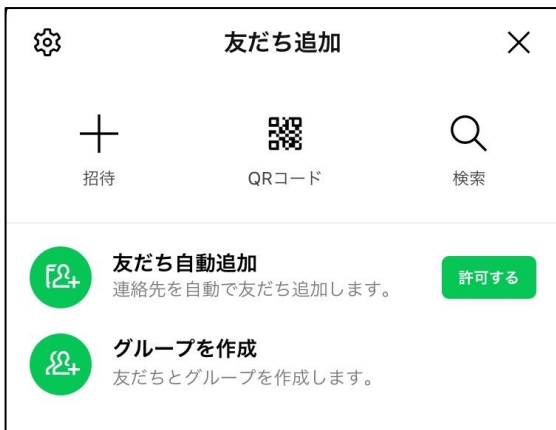 友だち追加
招待
QRコード
検索
友だち自動追加
連絡先を自動で友だち追加します。
許可する
グループを作成
友だちとグループを作成します。